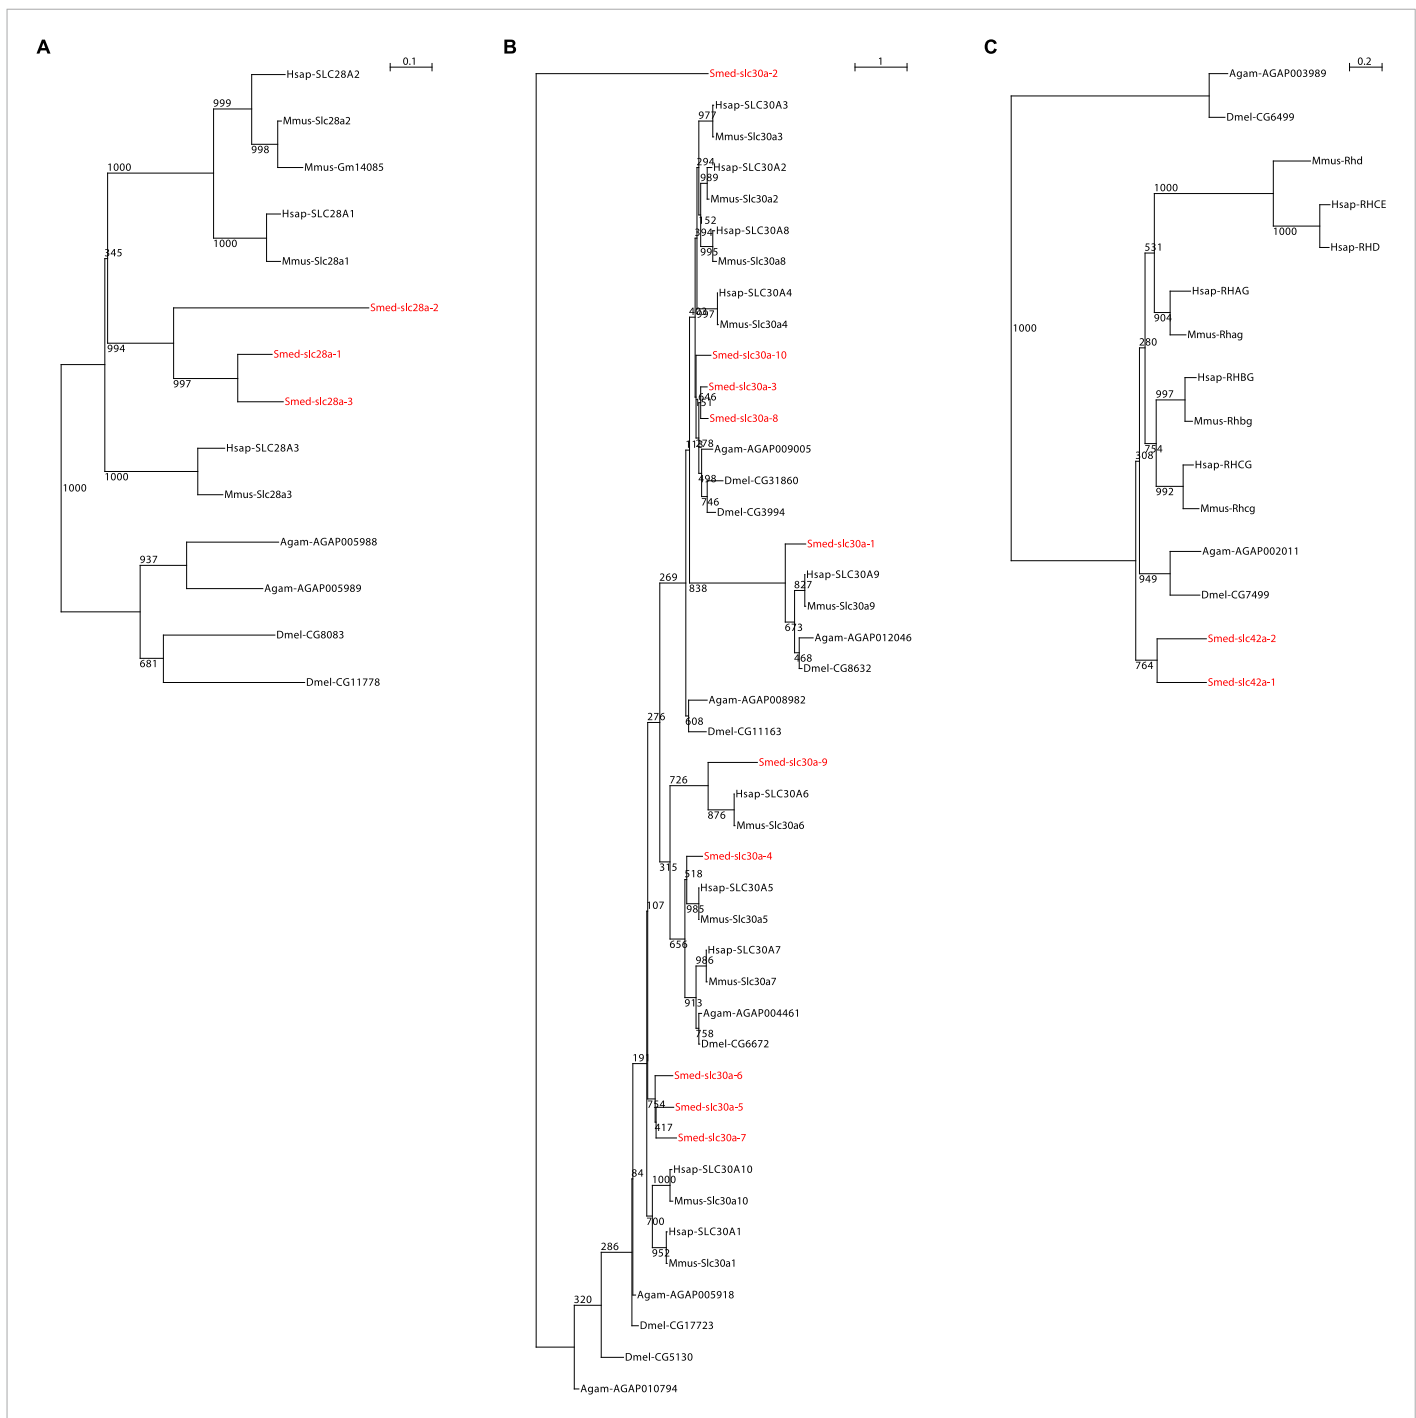 A
0.1
Hsap-SLC28A2
999
Mmus-Slc28a2
998
Mmus-Gm14085
1000
Hsap-SLC28A1
1000
Mmus-Slc28a1
345
Smed-slc28a-2
994
Smed-slc28a-1
997
Smed-slc28a-3
Hsap-SLC28A3
1000
Mmus-Slc28a3
1000
Agam-AGAP005988
937
Agam-AGAP005989
Dmel-CG8083
681
Dmel-CG11778
B
1
Smed-slc30a-2
Hsap-SLC30A3
977
Mmus-Slc30a3
294
Hsap-SLC30A2
989
Mmus-Slc30a2
152
394
Hsap-SLC30A8
995
Mmus-Slc30a8
Hsap-SLC30A4
403
997
Mmus-Slc30a4
Smed-slc30a-10
Smed-slc30a-3
646
151
Smed-slc30a-8
278
Agam-AGAP009005
498
Dmel-CG31860
746
Dmel-CG3994
Smed-slc30a-1
269
838
Hsap-SLC30A9
827
Mmus-Slc30a9
673
Agam-AGAP012046
468
Dmel-CG8632
Agam-AGAP008982
608
Dmel-CG11163
276
Smed-slc30a-9
726
Hsap-SLC30A6
876
Mmus-Slc30a6
Smed-slc30a-4
315
518
Hsap-SLC30A5
985
Mmus-Slc30a5
107
656
Hsap-SLC30A7
986
Mmus-Slc30a7
913
Agam-AGAP004461
758
Dmel-CG6672
191
Smed-slc30a-6
754
Smed-slc30a-5
417
Smed-slc30a-7
84
Hsap-SLC30A10
1000
Mmus-Slc30a10
700
Hsap-SLC30A1
952
Mmus-Slc30a1
286
Agam-AGAP005918
320
Dmel-CG17723
Dmel-CG5130
Agam-AGAP010794
C
0.2
Agam-AGAP003989
Dmel-CG6499
Mmus-Rhd
1000
Hsap-RHCE
1000
Hsap-RHD
531
Hsap-RHAG
904
Mmus-Rhag
1000
280
Hsap-RHBG
997
Mmus-Rhbg
754
308
Hsap-RHCG
992
Mmus-Rhcg
Agam-AGAP002011
949
Dmel-CG7499
Smed-slc42a-2
764
Smed-slc42a-1